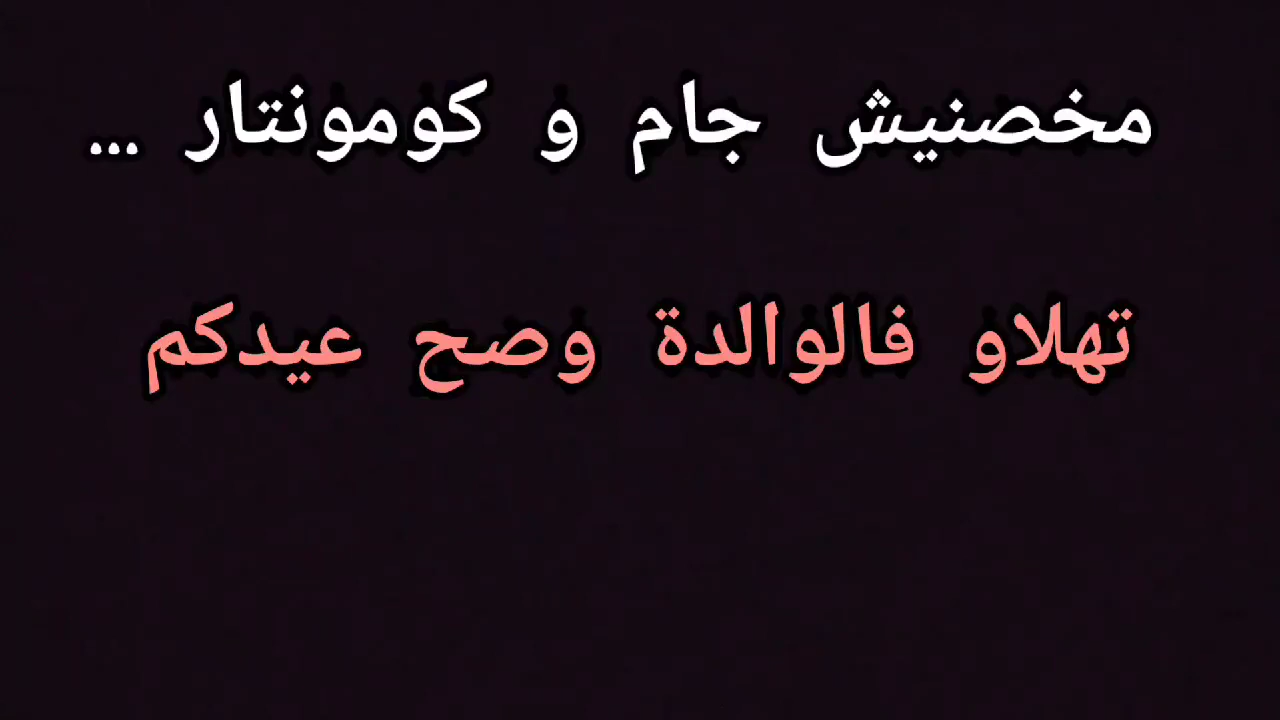 مخصنيش جام و كومونتار ...
تهلاو فالوالدة وصح عيدكم